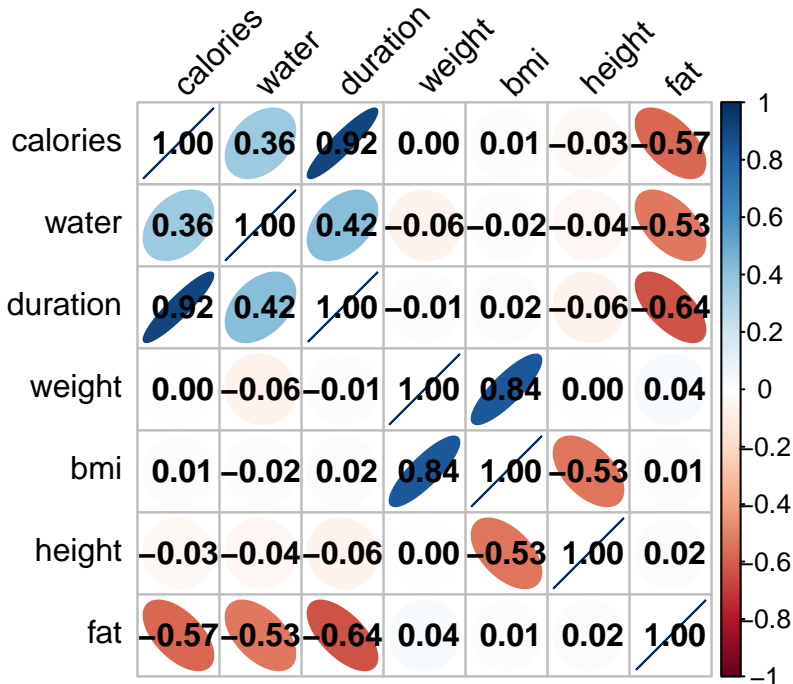 calories water duration weight bmi height fat
calories 1.00 0.36 0.92 0.00 0.01 −0.03 −0.57
water 0.36 1.00 0.42 −0.06 −0.02 −0.04 −0.53
duration 0.92 0.42 1.00 −0.01 0.02 −0.06 −0.64
weight 0.00 −0.06 −0.01 1.00 0.84 0.00 0.04
bmi 0.01 −0.02 0.02 0.84 1.00 −0.53 0.01
height −0.03 −0.04 −0.06 0.00 −0.53 1.00 0.02
fat −0.57 −0.53 −0.64 0.04 0.01 0.02 1.00
1
0.8
0.6
0.4
0.2
0
−0.2
−0.4
−0.6
−0.8
−1